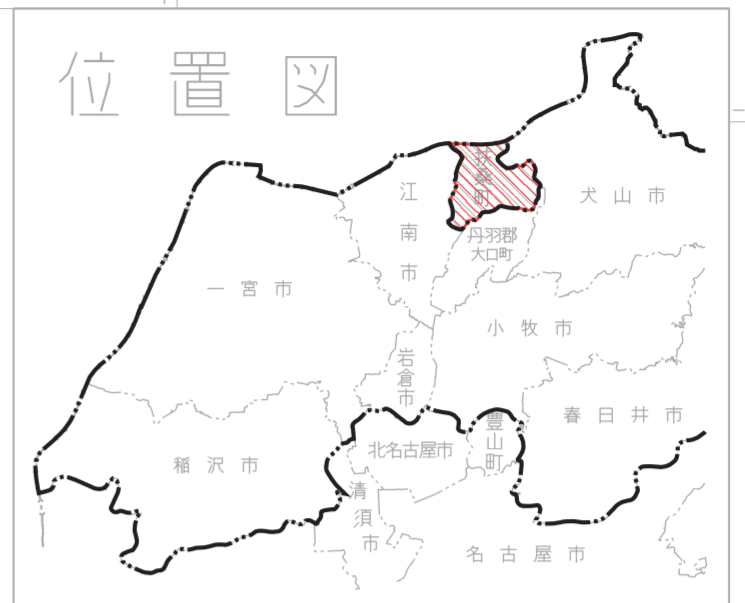 位置図
扶桑町
江南市
犬山市
丹羽郡
大口町
一宮市
小牧市
岩倉市
春日井市
豊山町
北名古屋市
稲沢市
清須市
名古屋市